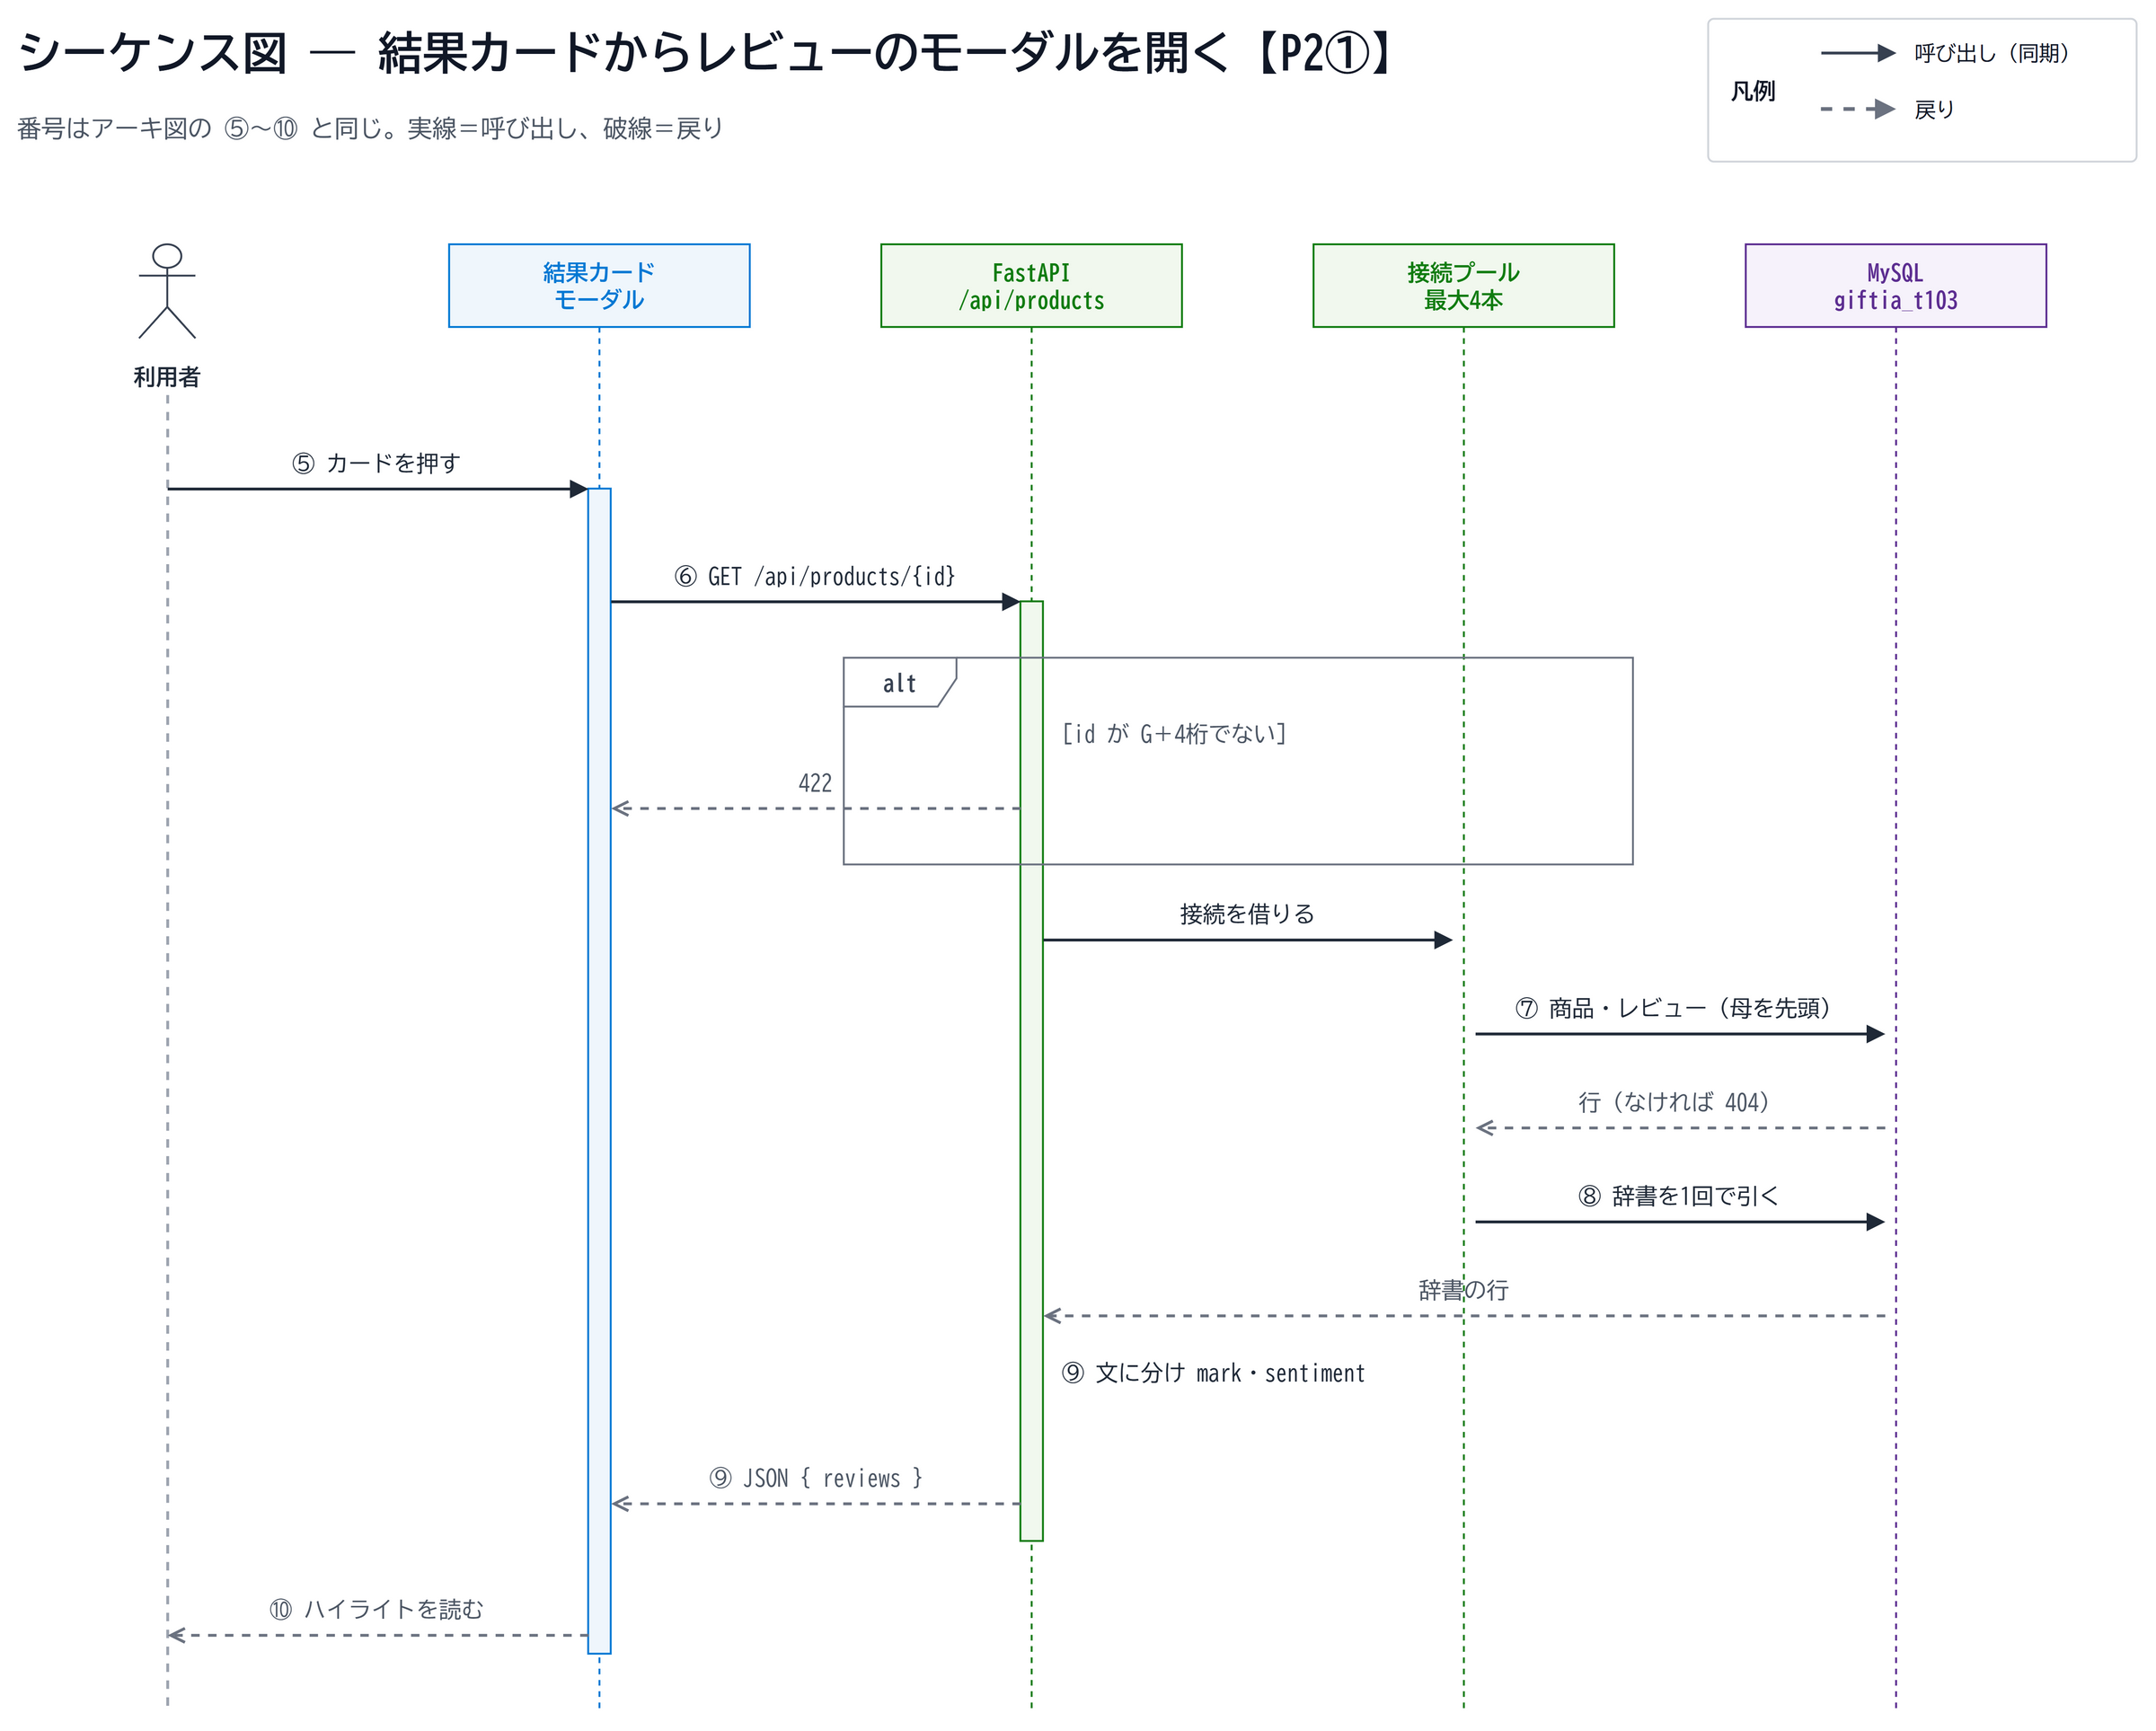 シーケンス図 — 結果カードからレビューのモーダルを開く【P2①】
番号はアーキ図の ⑤〜⑩ と同じ。実線＝呼び出し、破線＝戻り
凡例
呼び出し（同期）
戻り
利用者
結果カード
モーダル
FastAPI
/api/products
接続プール
最大4本
MySQL
giftia_t103
⑤ カードを押す
⑥ GET /api/products/{id}
alt
[id が G＋4桁でない]
422
接続を借りる
⑦ 商品・レビュー（母を先頭）
行（なければ 404）
⑧ 辞書を1回で引く
辞書の行
⑨ 文に分け mark・sentiment
⑨ JSON { reviews }
⑩ ハイライトを読む